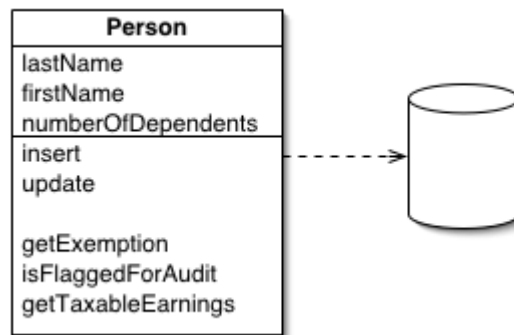 Person
lastName
firstName
numberOfDependents
insert
update
getExemption
isFlaggedForAudit
getTaxableEarnings